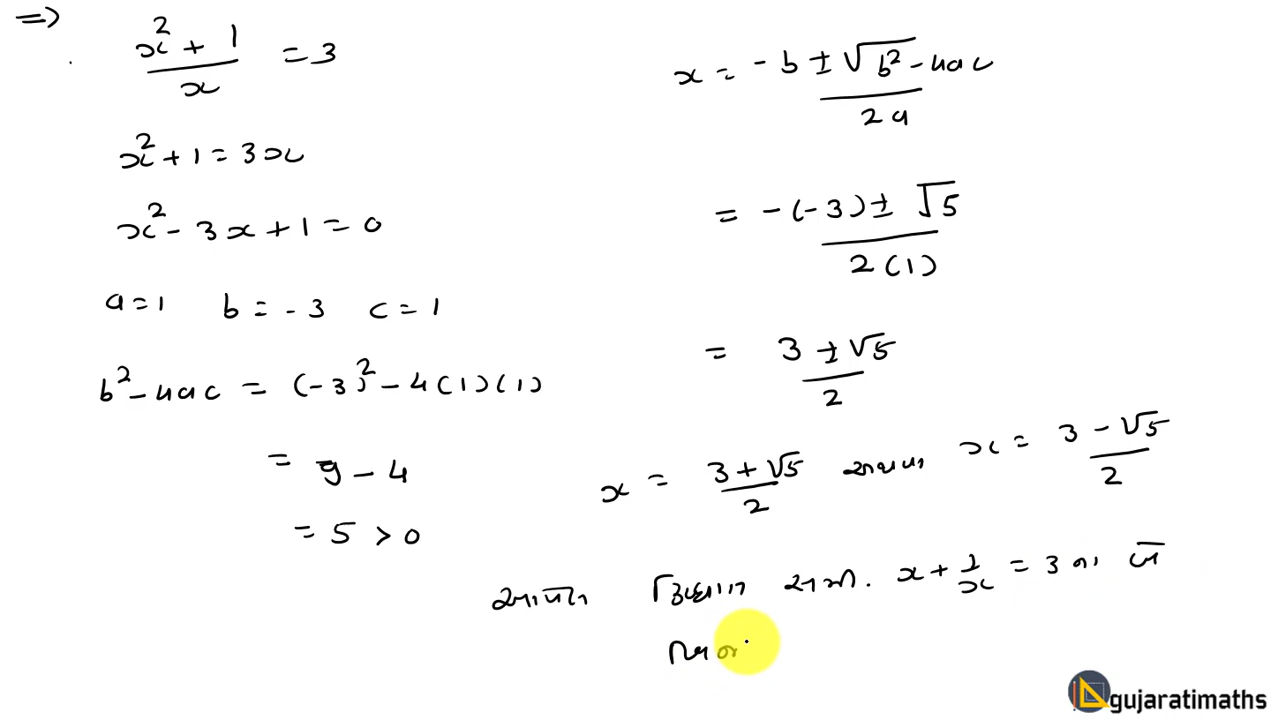 => x² + 1 / x = 3
x² + 1 = 3x
x² - 3x + 1 = 0
a = 1 b = -3 c = 1
b² - 4ac = (-3)² - 4(1)(1)
= 9 - 4
= 5 > 0
x = -b ± √b² - 4ac / 2a
= -(-3) ± √5 / 2(1)
= 3 ± √5 / 2
x = 3 + √5 / 2 અથવા x = 3 - √5 / 2
આપેલ દ્વિઘાત સમી. x + 1/x = 3 ના
gujaratimaths